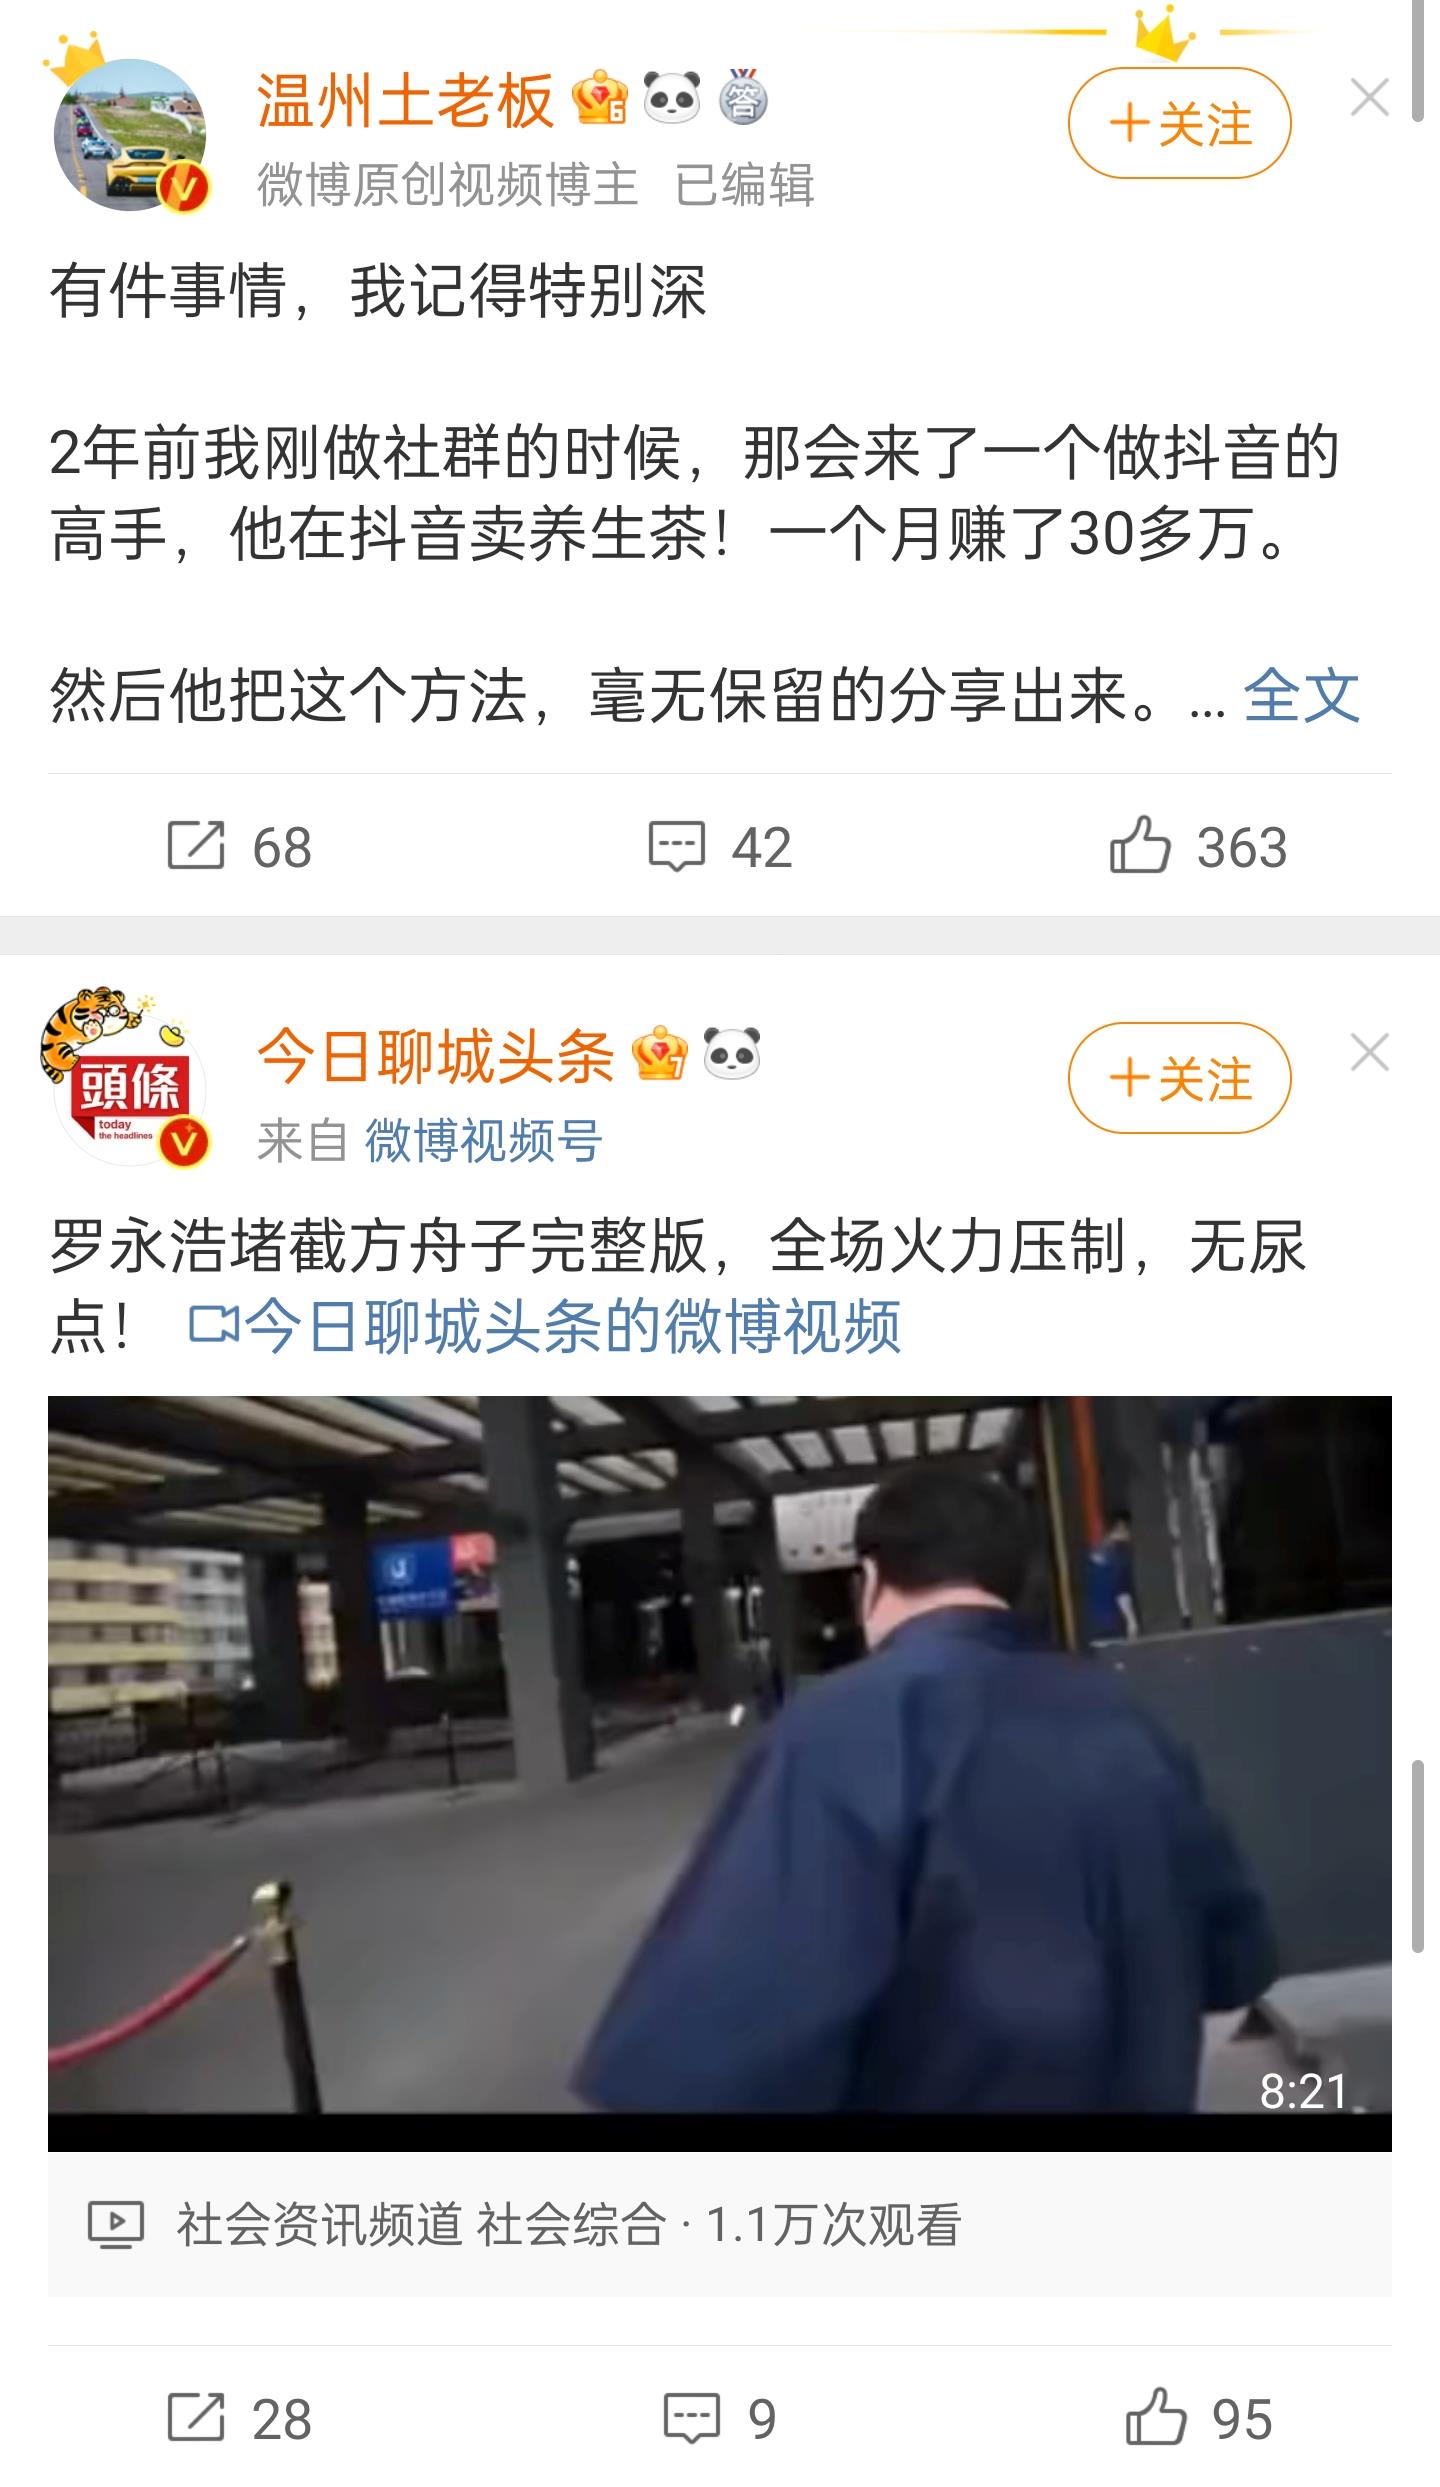 温州土老板 6 答
+关注
微博原创视频博主 已编辑
有件事情，我记得特别深
2年前我刚做社群的时候，那会来了一个做抖音的
高手，他在抖音卖养生茶！一个月赚了30多万。
然后他把这个方法，毫无保留的分享出来。... 全文
68 42 363
頭條
today
the headlines
今日聊城头条 7
+关注
来自 微博视频号
罗永浩堵截方舟子完整版，全场火力压制，无尿
点！ 今日聊城头条的微博视频
8:21
社会资讯频道 社会综合 · 1.1万次观看
28 9 95